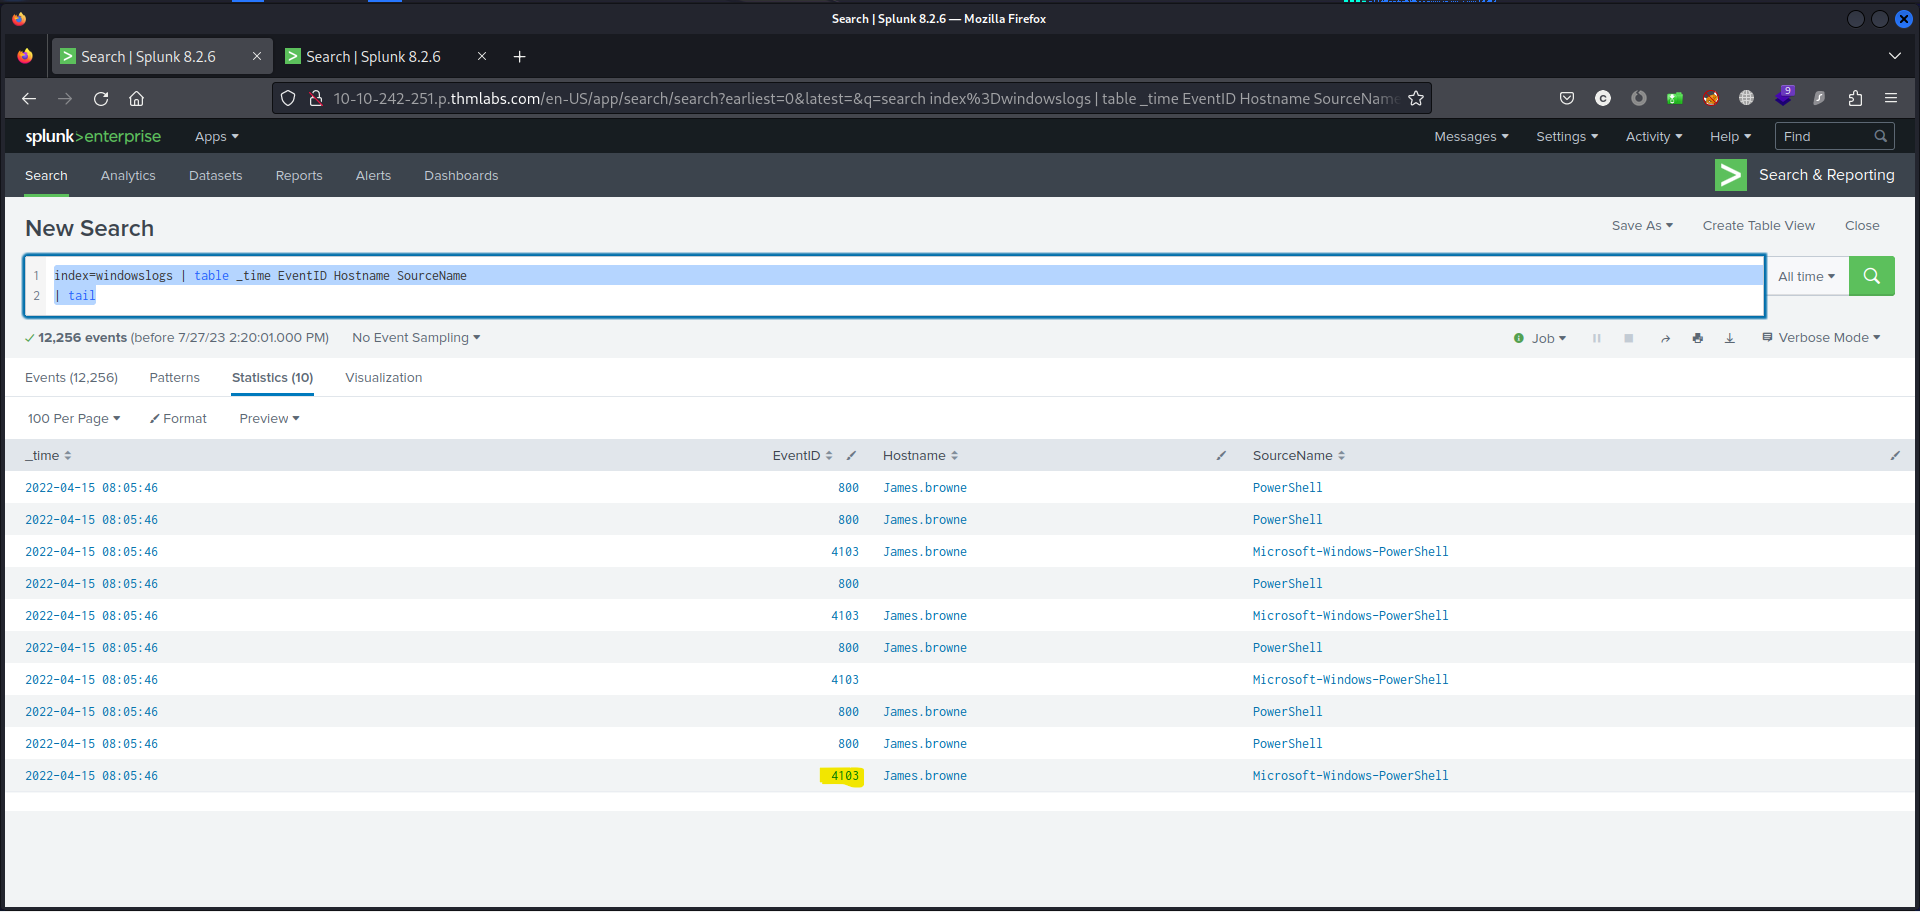 Search | Splunk 8.2.6 — Mozilla Firefox
Search | Splunk 8.2.6
Search | Splunk 8.2.6
10-10-242-251.p.thmlabs.com/en-US/app/search/search?earliest=0&latest=&q=search index%3Dwindowslogs | table _time EventID Hostname SourceName
9
splunk>enterprise Apps
Messages Settings Activity Help Find
Search Analytics Datasets Reports Alerts Dashboards
Search & Reporting
New Search
Save As Create Table View Close
1 index=windowslogs | table _time EventID Hostname SourceName
2 | tail
All time
12,256 events (before 7/27/23 2:20:01.000 PM) No Event Sampling
Job Verbose Mode
Events (12,256) Patterns Statistics (10) Visualization
100 Per Page Format Preview
_time EventID Hostname SourceName
2022-04-15 08:05:46 800 James.browne PowerShell
2022-04-15 08:05:46 800 James.browne PowerShell
2022-04-15 08:05:46 4103 James.browne Microsoft-Windows-PowerShell
2022-04-15 08:05:46 800 PowerShell
2022-04-15 08:05:46 4103 James.browne Microsoft-Windows-PowerShell
2022-04-15 08:05:46 800 James.browne PowerShell
2022-04-15 08:05:46 4103 Microsoft-Windows-PowerShell
2022-04-15 08:05:46 800 James.browne PowerShell
2022-04-15 08:05:46 800 James.browne PowerShell
2022-04-15 08:05:46 4103 James.browne Microsoft-Windows-PowerShell